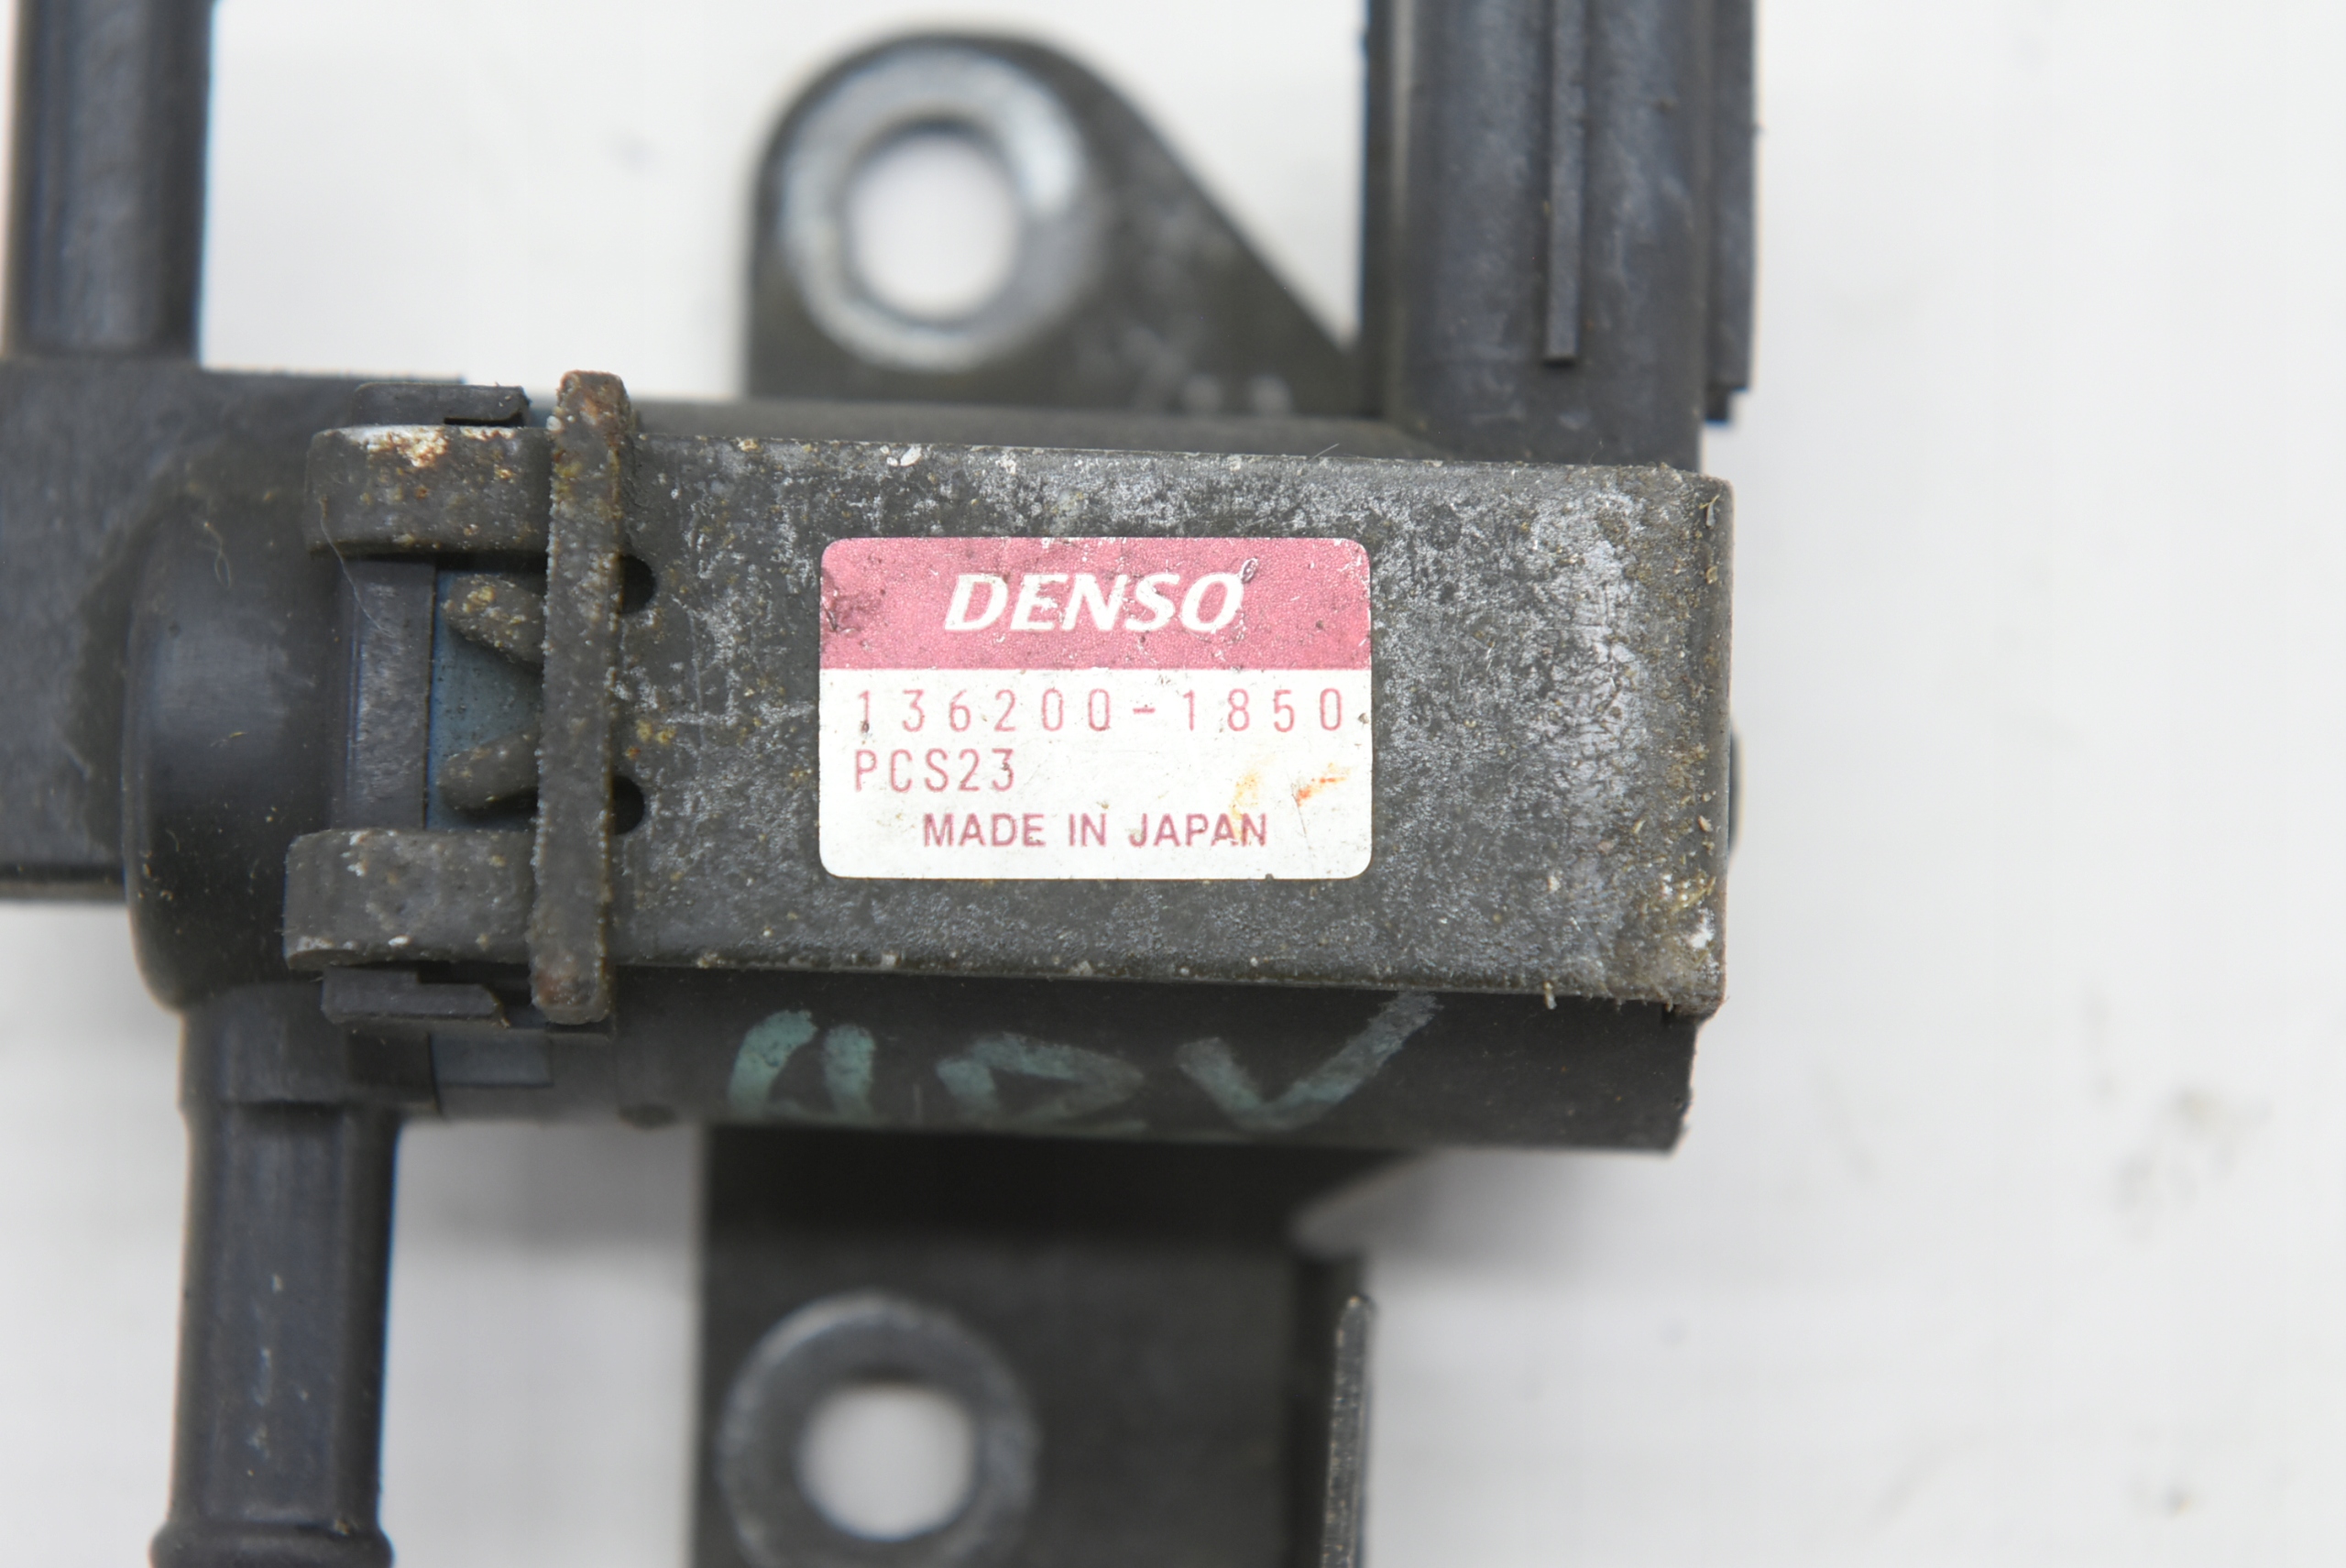 DENSO
136200-1850
PCS23
MADE IN JAPAN